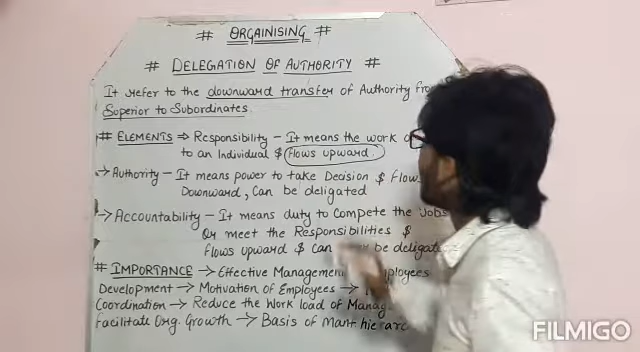 # ORGAINISING #
# DELEGATION OF AUTHORITY #
It refer to the downward transfer of Authority
Superior to Subordinates.
# ELEMENTS ⇒ Responsibility - It means the work
to an Individual $ flows upward.
→ Authority - It means power to take Decision $ flows
Downward, Can be deligated
→ Accountability - It means duty to Compete the Jobs
Or meet the Responsibilities $
flows upward $ Can be deligate
# IMPORTANCE → Effective Management
Development → Motivation of Employees →
Coordination → Reduce the Work load of
Facilitate Org. Growth → Basis of
FILMIGO